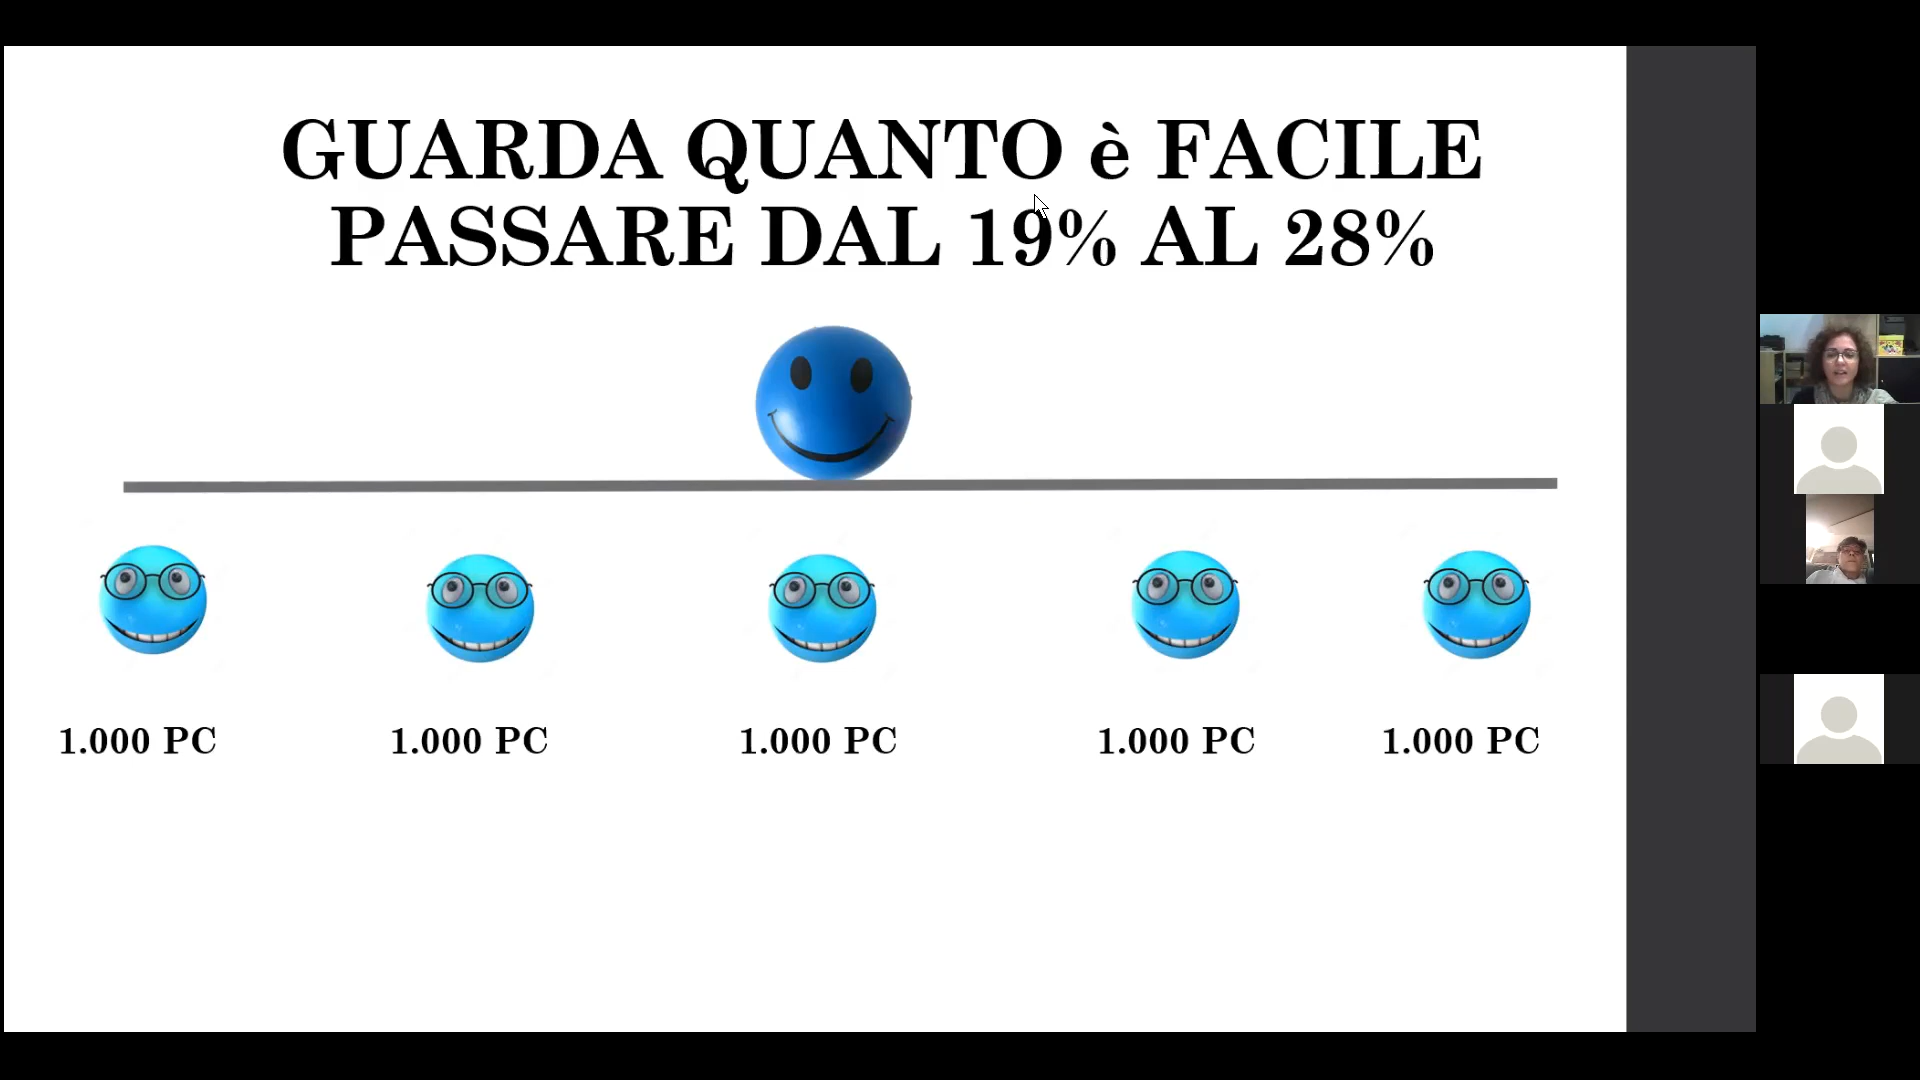 GUARDA QUANTO è FACILE
PASSARE DAL 19% AL 28%
1.000 PC 1.000 PC 1.000 PC 1.000 PC 1.000 PC